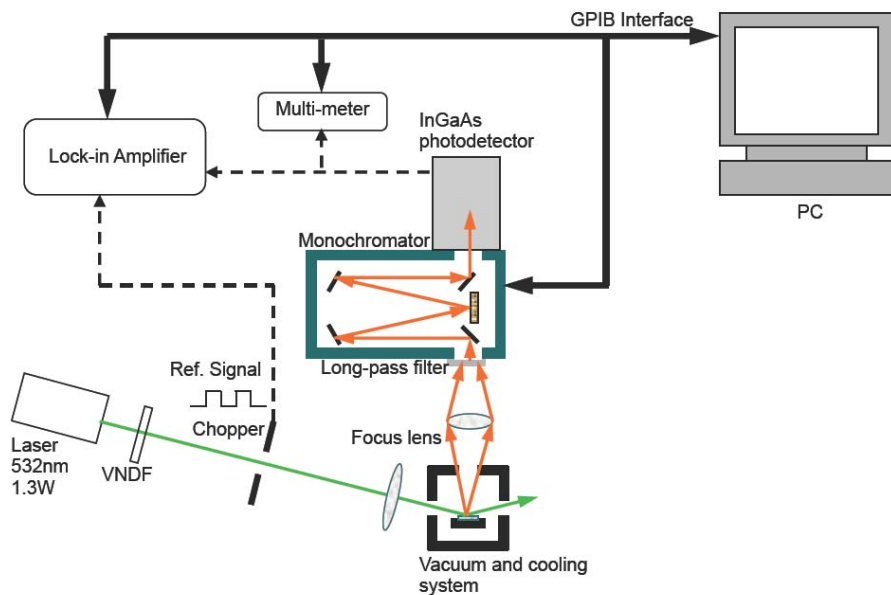 GPIB Interface
Multi-meter
InGaAs
photodetector
Lock-in Amplifier
PC
Monochromator
Long-pass filter
Ref. Signal
Chopper
Focus lens
Laser
532nm
1.3W
VNDF
Vacuum and cooling
system